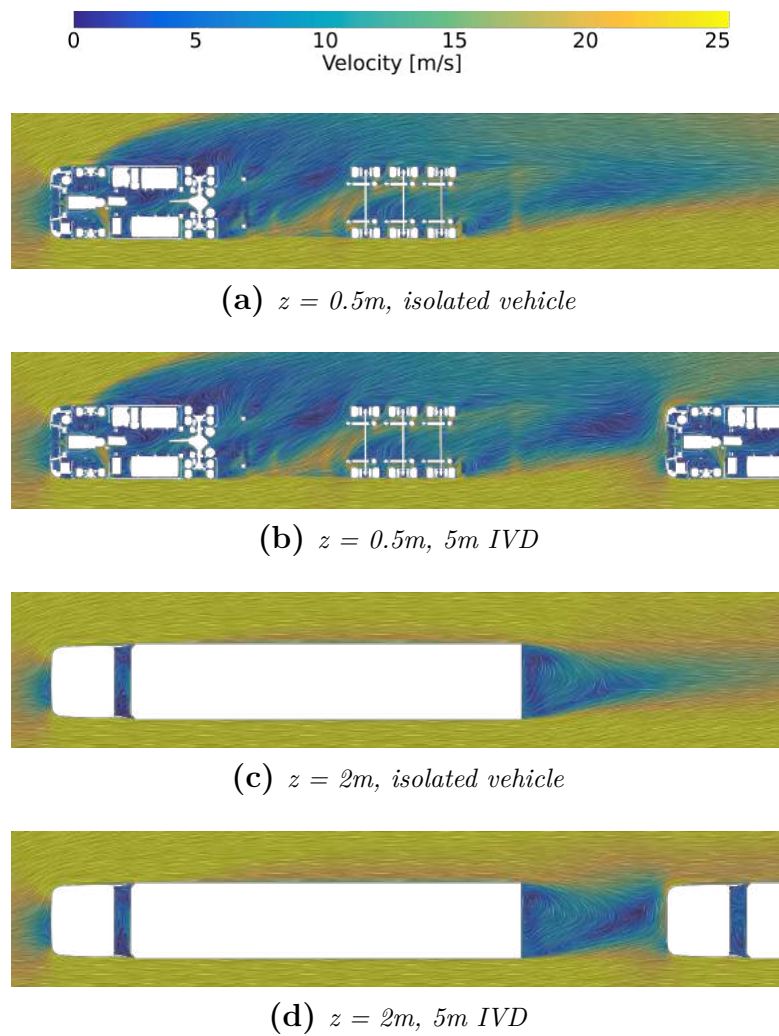 0 5 10 15 20 25
Velocity [m/s]
(a) z = 0.5m, isolated vehicle
(b) z = 0.5m, 5m IVD
(c) z = 2m, isolated vehicle
(d) z = 2m, 5m IVD